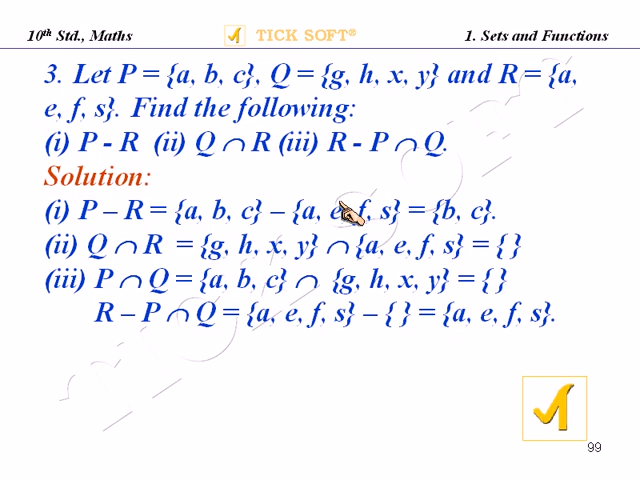 10th Std., Maths TICK SOFT® 1. Sets and Functions
3. Let P = {a, b, c}, Q = {g, h, x, y} and R = {a,
e, f, s}. Find the following:
(i) P - R (ii) Q ∩ R (iii) R - P ∩ Q.
Solution:
(i) P – R = {a, b, c} – {a, e, f, s} = {b, c}.
(ii) Q ∩ R = {g, h, x, y} ∩ {a, e, f, s} = { }
(iii) P ∩ Q = {a, b, c} ∩ {g, h, x, y} = { }
R – P ∩ Q = {a, e, f, s} – { } = {a, e, f, s}.
99